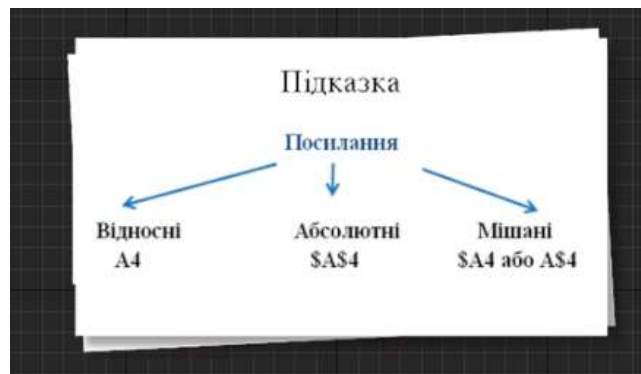 Підказка
Посилання
Відносні Абсолютні Мішані
A4 $A$4 $A4 або A$4